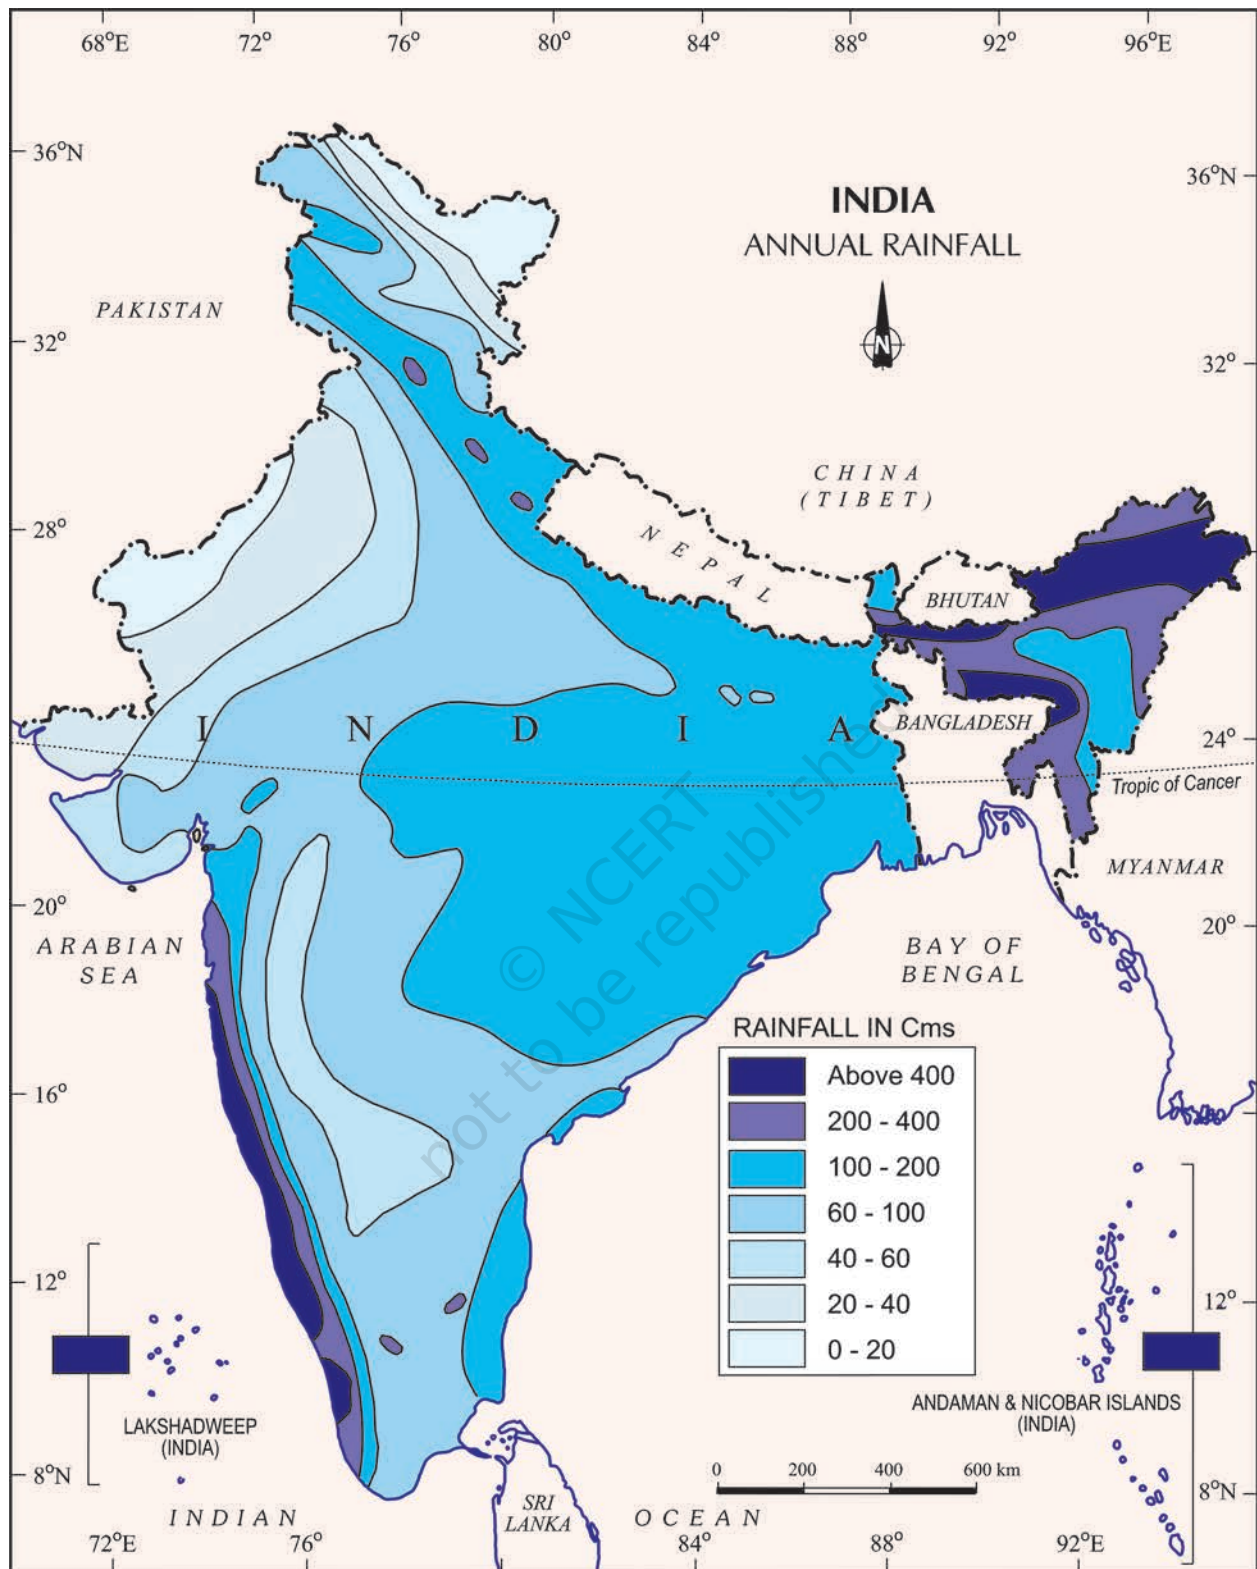 68°E 72° 76° 80° 84° 88° 92° 96°E
36°N
36°N
INDIA
ANNUAL RAINFALL
N
PAKISTAN
32°
32°
CHINA
(TIBET)
28°
NEPAL
BHUTAN
INDIA
BANGLADESH
24°
Tropic of Cancer
MYANMAR
20°
20°
ARABIAN
SEA
BAY OF
BENGAL
© NCERT
not to be republished
RAINFALL IN Cms
Above 400
200 - 400
100 - 200
60 - 100
40 - 60
20 - 40
0 - 20
16°
12°
12°
LAKSHADWEEP
(INDIA)
ANDAMAN & NICOBAR ISLANDS
(INDIA)
8°N
0 200 400 600 km
8°N
SRI
LANKA
INDIAN OCEAN
72°E 76° 84° 88° 92°E